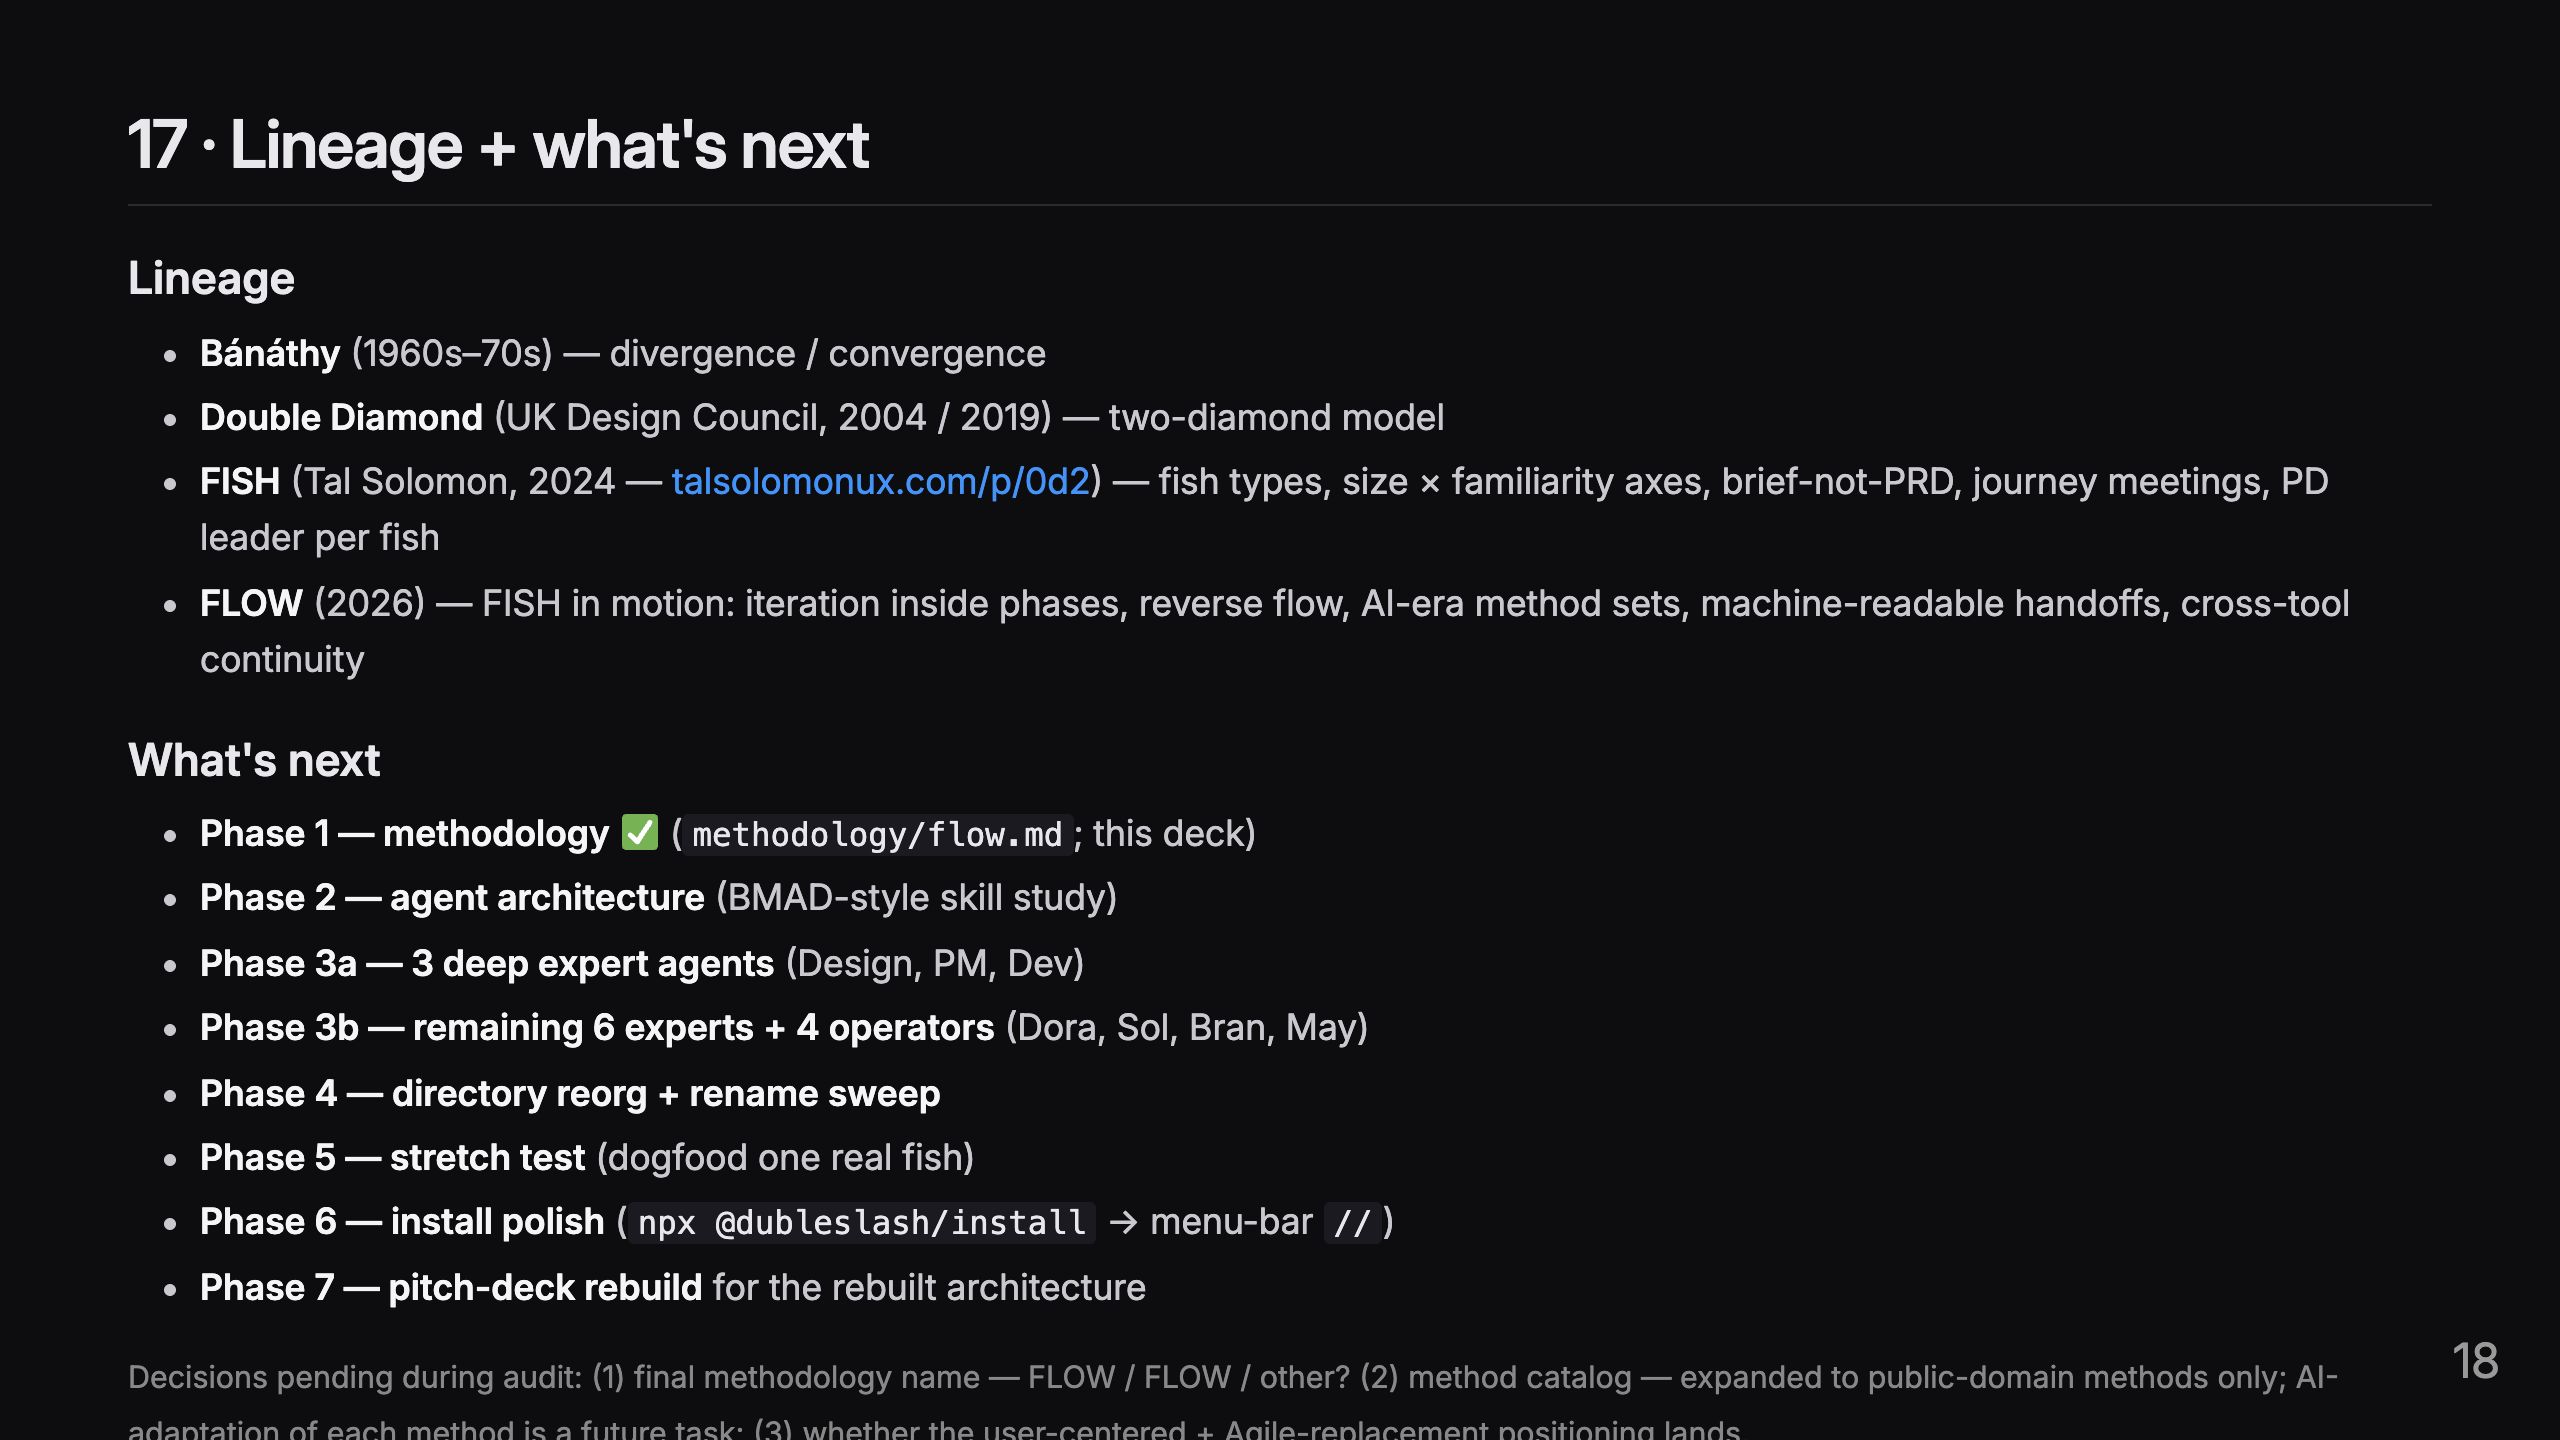 17 · Lineage + what's next
Lineage
• Bánáthy (1960s–70s) — divergence / convergence
• Double Diamond (UK Design Council, 2004 / 2019) — two-diamond model
• FISH (Tal Solomon, 2024 — talsolomonux.com/p/0d2) — fish types, size × familiarity axes, brief-not-PRD, journey meetings, PD
leader per fish
• FLOW (2026) — FISH in motion: iteration inside phases, reverse flow, AI-era method sets, machine-readable handoffs, cross-tool
continuity
What's next
• Phase 1 — methodology ✅ (methodology/flow.md; this deck)
• Phase 2 — agent architecture (BMAD-style skill study)
• Phase 3a — 3 deep expert agents (Design, PM, Dev)
• Phase 3b — remaining 6 experts + 4 operators (Dora, Sol, Bran, May)
• Phase 4 — directory reorg + rename sweep
• Phase 5 — stretch test (dogfood one real fish)
• Phase 6 — install polish (npx @dubleslash/install → menu-bar //)
• Phase 7 — pitch-deck rebuild for the rebuilt architecture
Decisions pending during audit: (1) final methodology name — FLOW / FLOW / other? (2) method catalog — expanded to public-domain methods only; AI-
adaptation of each method is a future task; (3) whether the user-centered + Agile-replacement positioning lands.
18